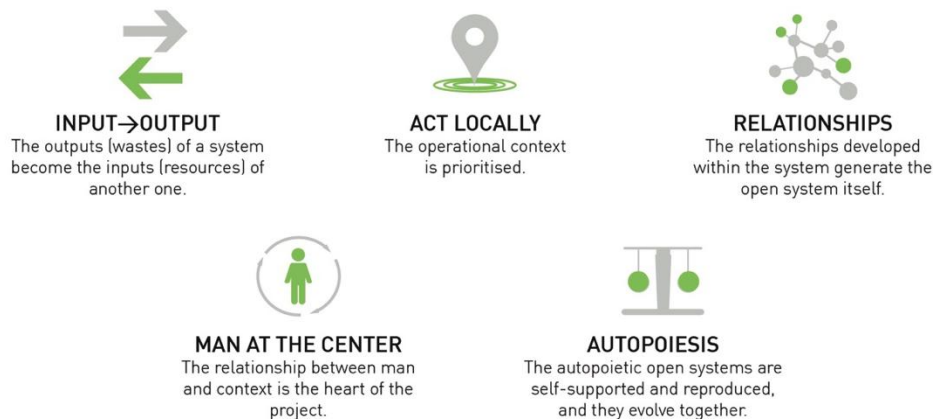 INPUT→OUTPUT
The outputs (wastes) of a system
become the inputs (resources) of
another one.
ACT LOCALLY
The operational context
is prioritised.
RELATIONSHIPS
The relationships developed
within the system generate the
open system itself.
MAN AT THE CENTER
The relationship between man
and context is the heart of the
project.
AUTOPOIESIS
The autopoietic open systems are
self-supported and reproduced,
and they evolve together.